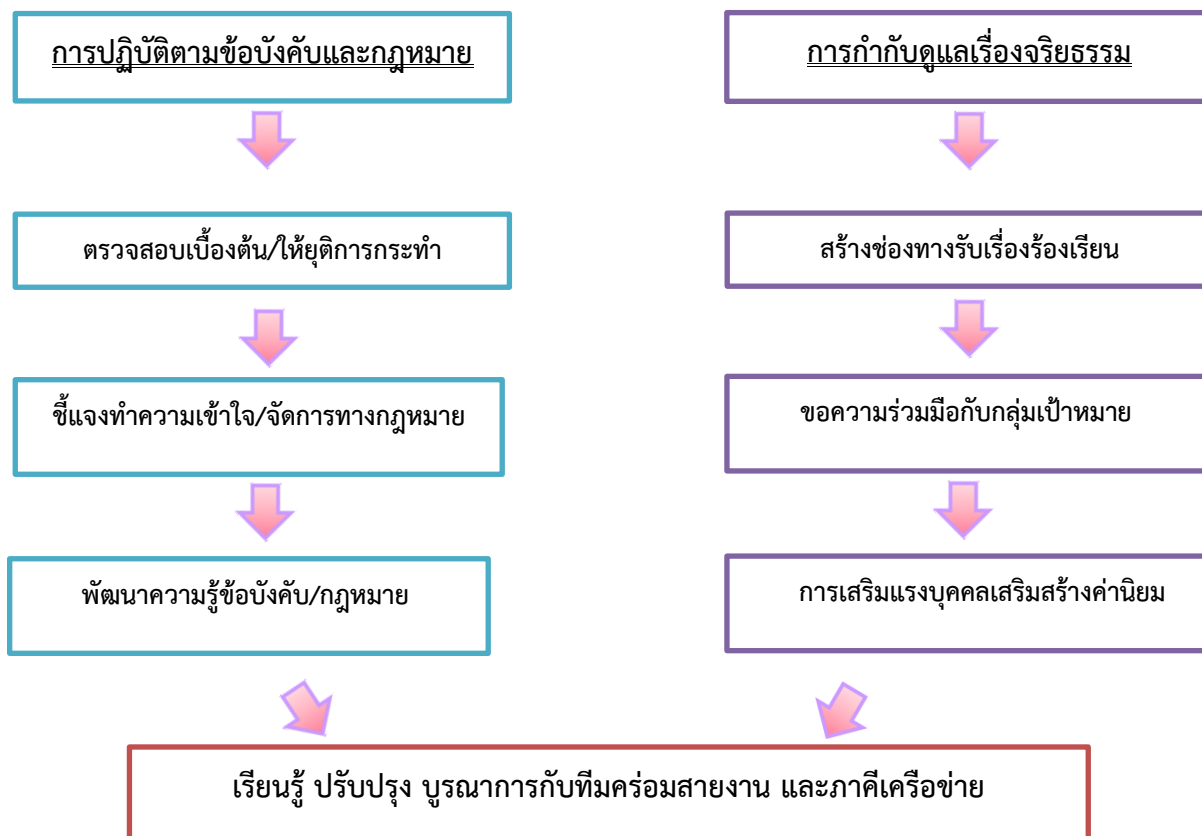 การปฏิบัติตามข้อบังคับและกฎหมาย
ตรวจสอบเบื้องต้น/ให้ยุติการกระทำ
ชี้แจงทำความเข้าใจ/จัดการทางกฎหมาย
พัฒนาความรู้ข้อบังคับ/กฎหมาย
การกำกับดูแลเรื่องจริยธรรม
สร้างช่องทางรับเรื่องร้องเรียน
ขอความร่วมมือกับกลุ่มเป้าหมาย
การเสริมแรงบุคคลเสริมสร้างค่านิยม
เรียนรู้ ปรับปรุง บูรณาการกับทีมคร่อมสายงาน และภาคีเครือข่าย